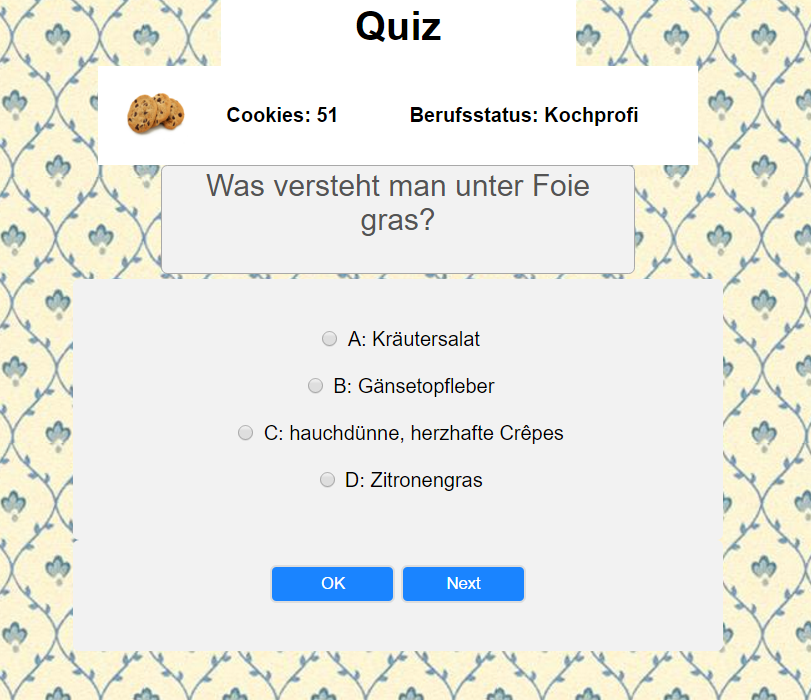 Quiz
Cookies: 51 Berufsstatus: Kochprofi
Was versteht man unter Foie
gras?
A: Kräutersalat
B: Gänsetopfleber
C: hauchdünne, herzhafte Crêpes
D: Zitronengras
OK Next